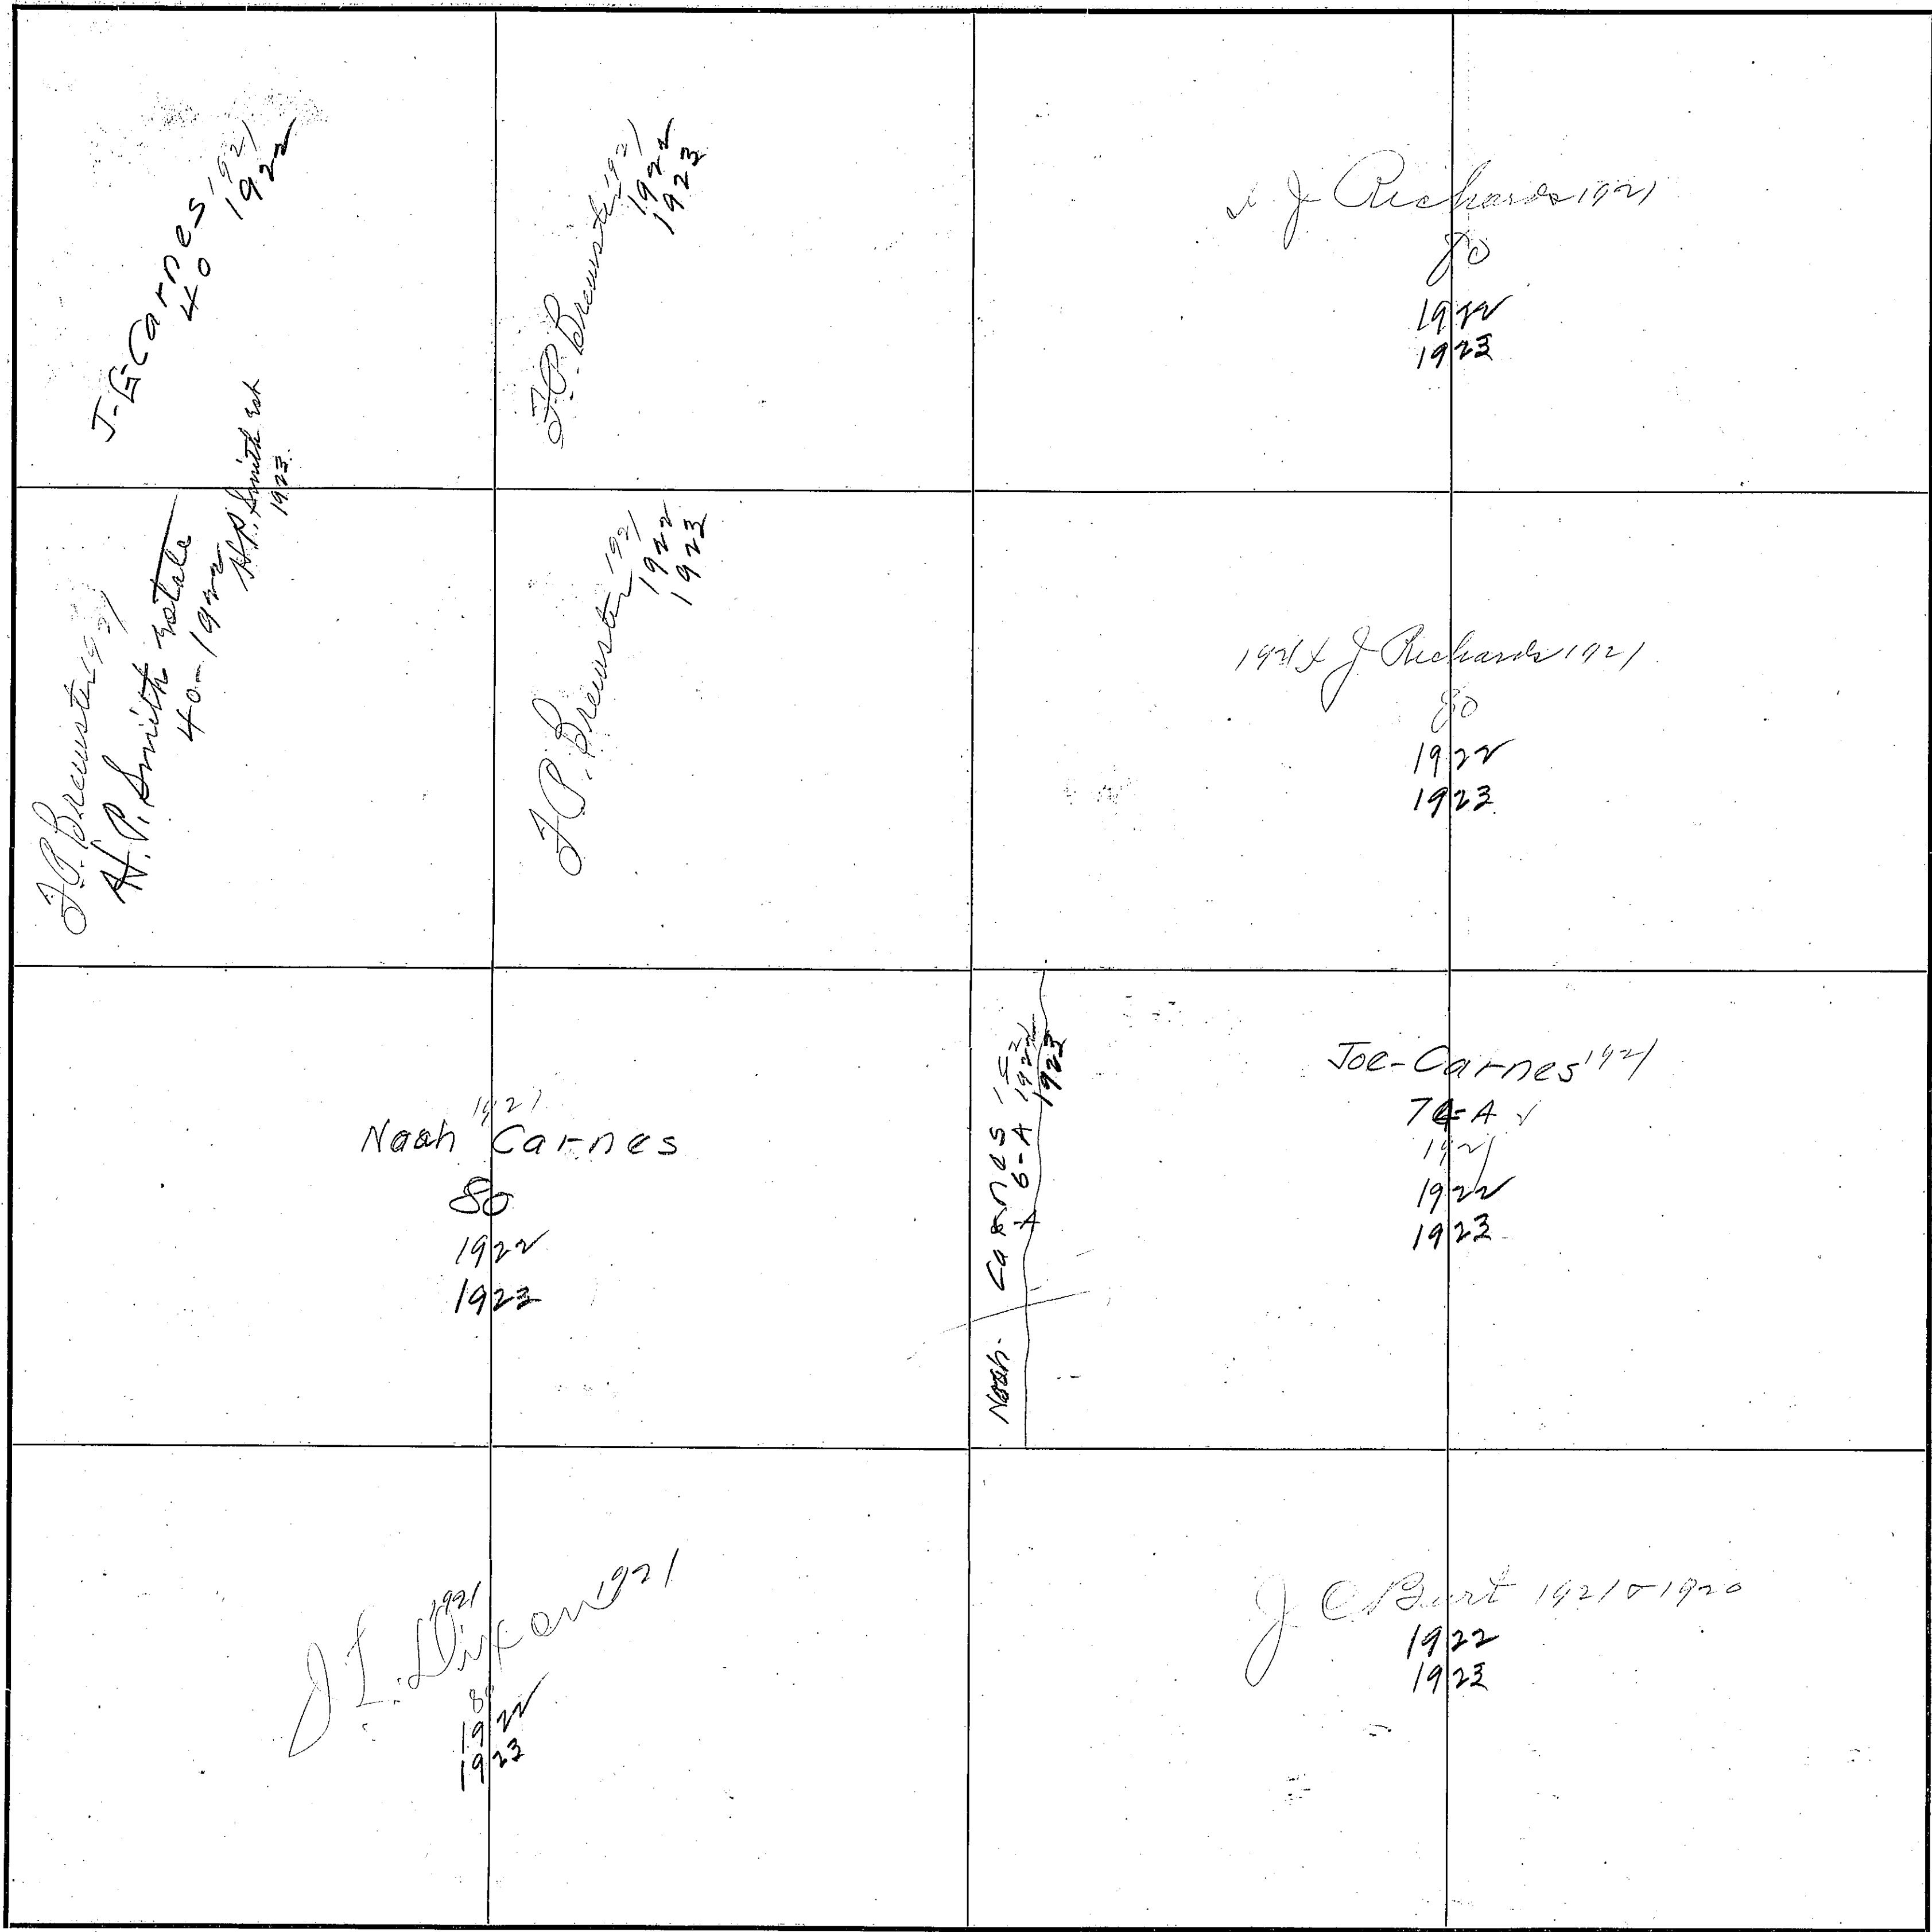 J-G Carnes 1921
40 1922
H.P. Smith Est
1923.
F.P. Brewster 1921
1922
1923
J Richards 1921
80
1922
1923
F.P. Brewster 1921
H.P. Smith Estate
40-1922
F.P. Brewster 1921
1922
1923
1921 J Richards 1921
80
1922
1923
1921
Noah Carnes
80
1922
1923
Noah. Carnes
6-A 1922
1923
Joe-Carnes 1921
74-A
1921
1922
1923
1921
J L. Dixon 1921
80
1922
1923
J C Burt 1921 1920
1922
1923